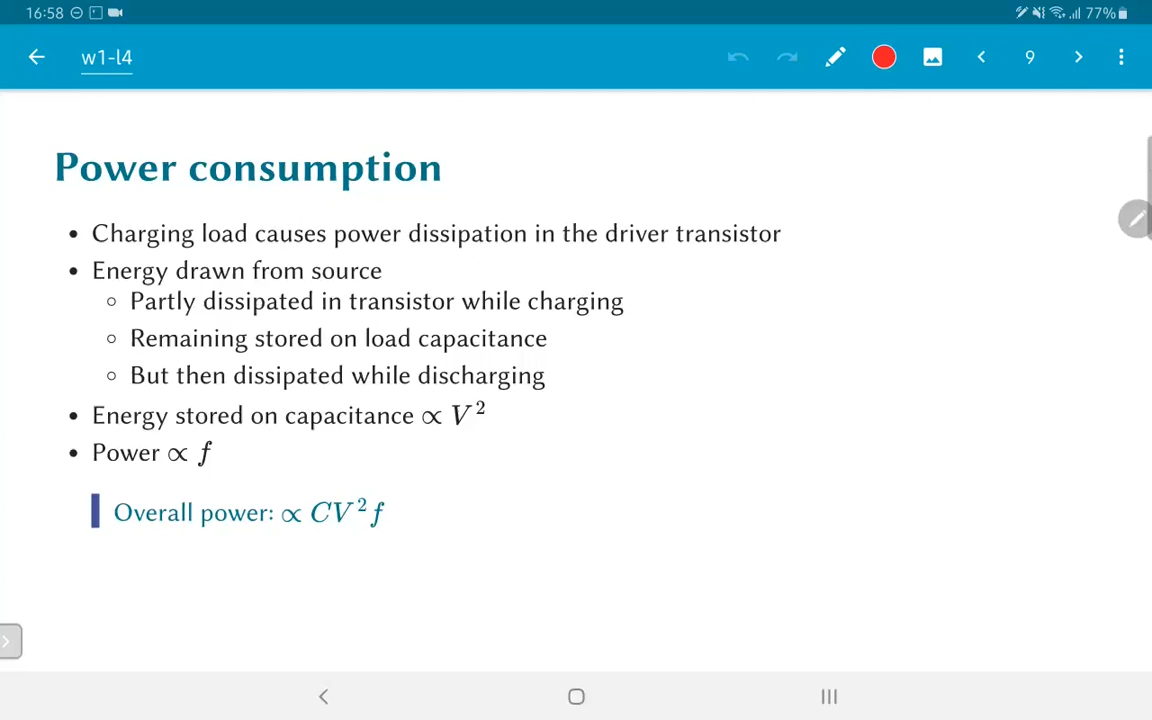 16:58 77%
w1-l4 9
Power consumption
• Charging load causes power dissipation in the driver transistor
• Energy drawn from source
◦ Partly dissipated in transistor while charging
◦ Remaining stored on load capacitance
◦ But then dissipated while discharging
• Energy stored on capacitance ∝ V²
• Power ∝ f
Overall power: ∝ CV²f